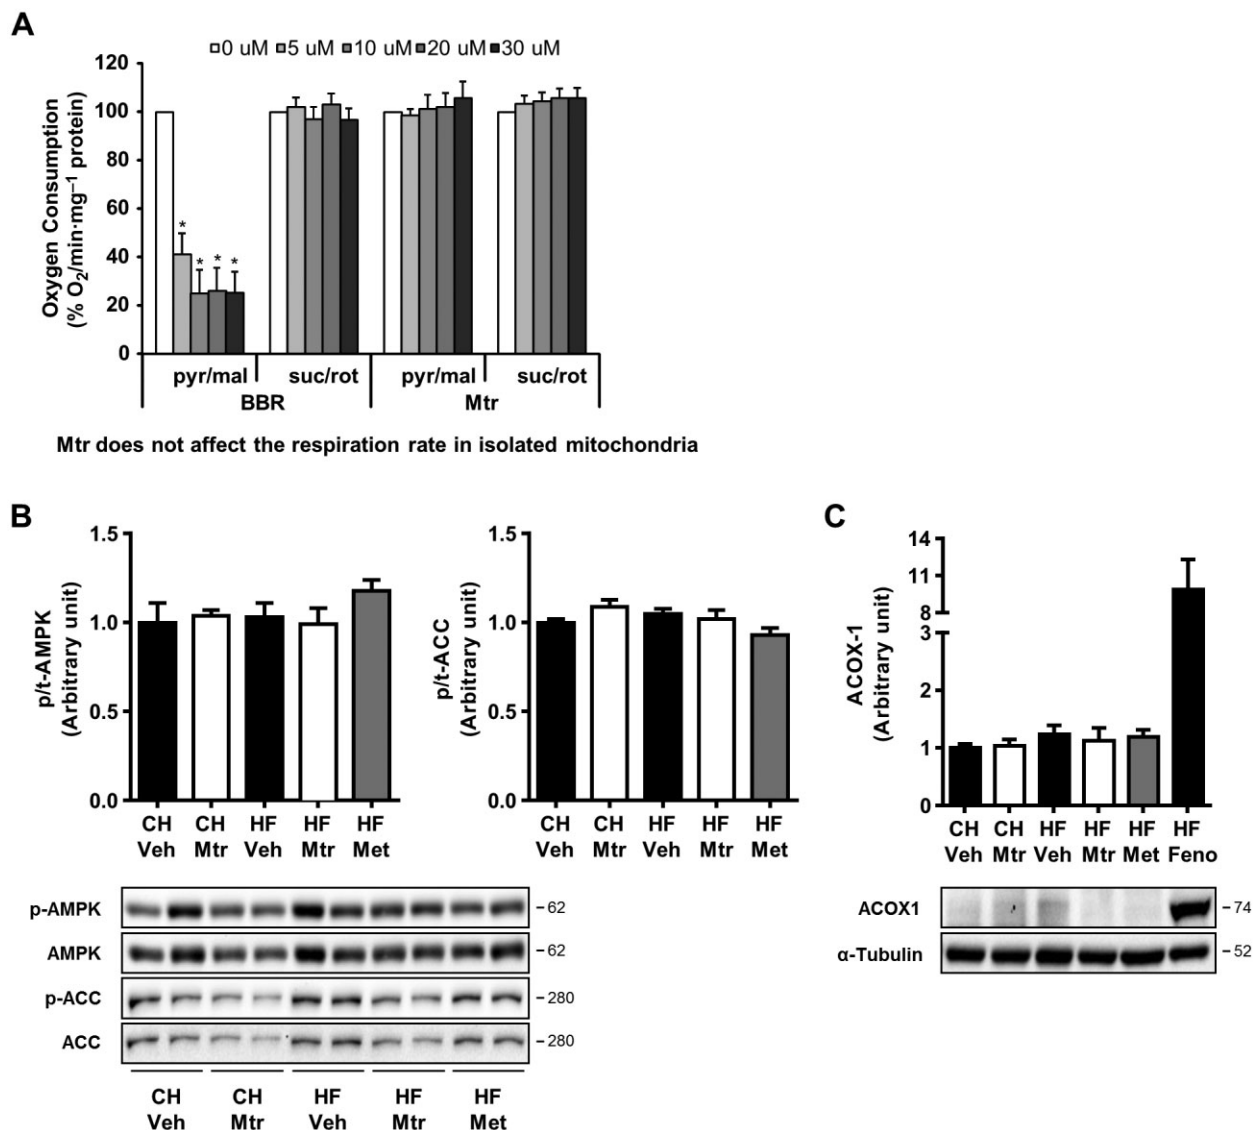 A
0 uM 5 uM 10 uM 20 uM 30 uM
Oxygen Consumption
(% O₂/min·mg⁻¹ protein)
120
100
80
60
40
20
0
* * * *
pyr/mal suc/rot pyr/mal suc/rot
BBR Mtr
Mtr does not affect the respiration rate in isolated mitochondria
B
p/t-AMPK
(Arbitrary unit)
1.5
1.0
0.5
0.0
CH CH HF HF HF
Veh Mtr Veh Mtr Met
p/t-ACC
(Arbitrary unit)
1.5
1.0
0.5
0.0
CH CH HF HF HF
Veh Mtr Veh Mtr Met
p-AMPK -62
AMPK -62
p-ACC -280
ACC -280
CH CH HF HF HF
Veh Mtr Veh Mtr Met
C
ACOX-1
(Arbitrary unit)
14
11
8
3
2
1
0
CH CH HF HF HF HF
Veh Mtr Veh Mtr Met Feno
ACOX1 -74
α-Tubulin -52